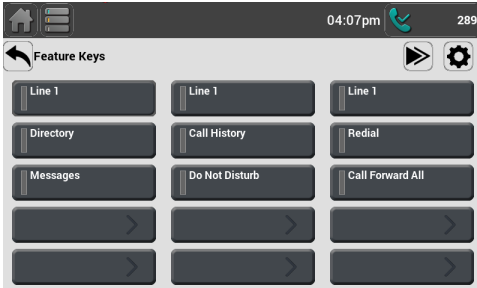 04:07pm 289
Feature Keys
Line 1 Line 1 Line 1
Directory Call History Redial
Messages Do Not Disturb Call Forward All